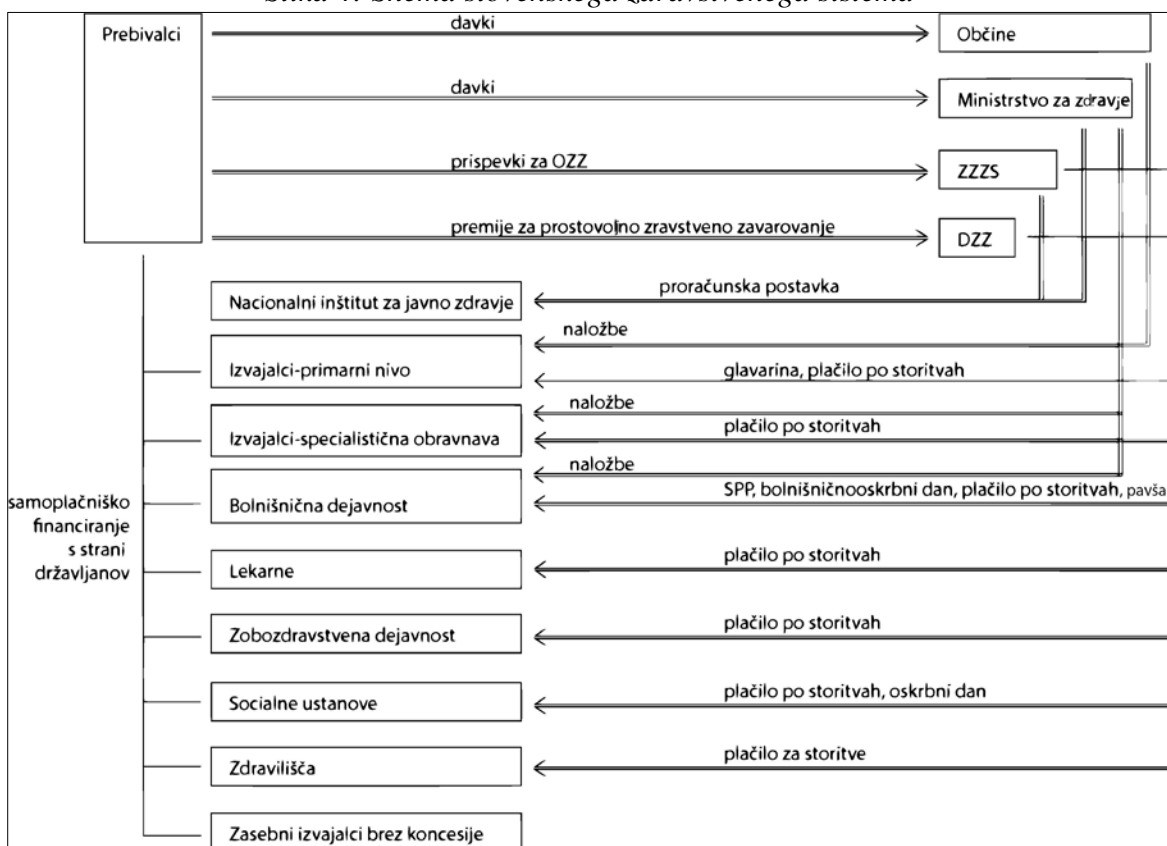 Prebivalci
davki
Občine
davki
Ministrstvo za zdravje
prispevki za OZZ
ZZZS
premije za prostovoljno zravstveno zavarovanje
DZZ
proračunska postavka
Nacionalni inštitut za javno zdravje
naložbe
Izvajalci-primarni nivo
glavarina, plačilo po storitvah
naložbe
plačilo po storitvah
Izvajalci-specialistična obravnava
naložbe
SPP, bolnišničnooskrbni dan, plačilo po storitvah, pavša
Bolnišnična dejavnost
samoplačniško
financiranje
s strani
državljanov
plačilo po storitvah
Lekarne
plačilo po storitvah
Zobozdravstvena dejavnost
plačilo po storitvah, oskrbni dan
Socialne ustanove
plačilo za storitve
Zdravilišča
Zasebni izvajalci brez koncesije